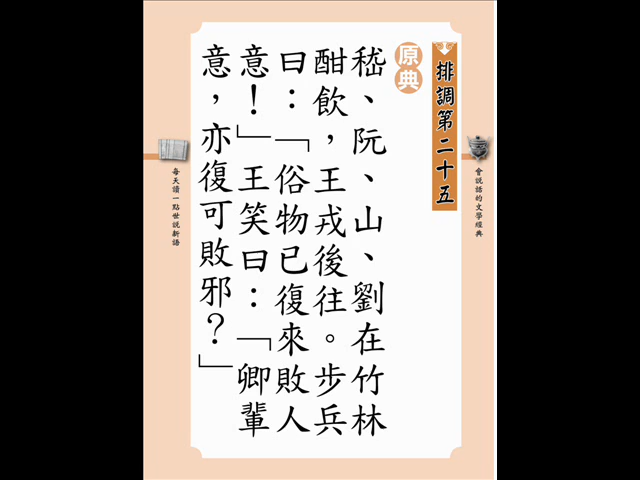 會說話的文學經典
排調第二十五
原典
嵇、阮、山、劉在竹林
酣飲，王戎後往。步兵
曰：「俗物已復來敗人
意！」王笑曰：「卿輩
意，亦復可敗邪？」
每天讀一點世說新語